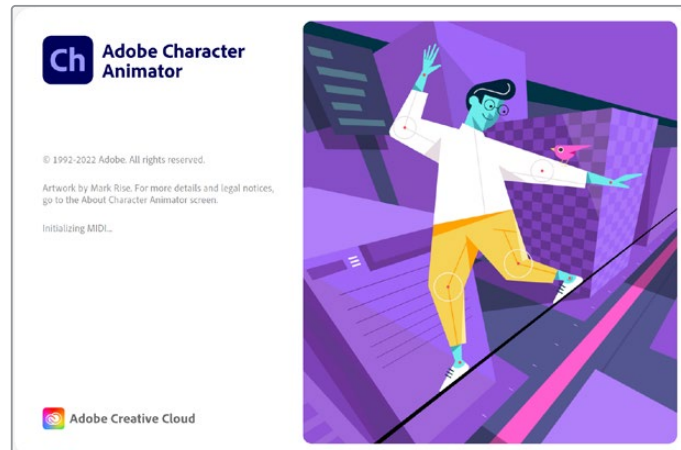 Ch
Adobe Character
Animator
© 1992-2022 Adobe. All rights reserved.
Artwork by Mark Rise. For more details and legal notices,
go to the About Character Animator screen.
Initializing MIDI...
Adobe Creative Cloud